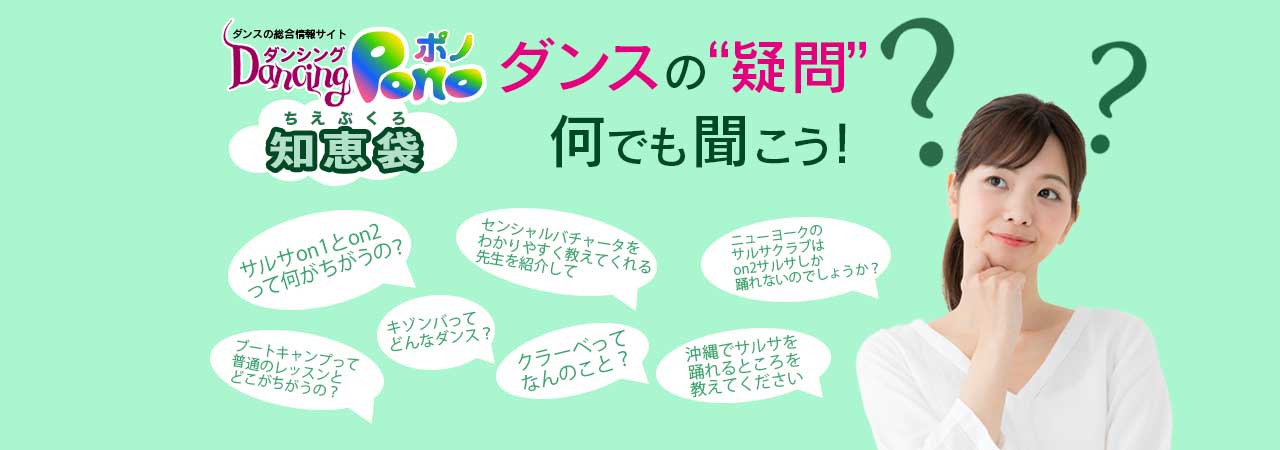 ダンスの総合情報サイト
ダンシング
Dancing
ポノ
Pono
ちえぶくろ
知恵袋
ダンスの“疑問”
何でも聞こう!
? ?
サルサon1とon2
って何がちがうの?
センシャルバチャータを
わかりやすく教えてくれる
先生を紹介して
ニューヨークの
サルサクラブは
on2サルサしか
踊れないのでしょうか?
ブートキャンプって
普通のレッスンと
どこがちがうの?
キゾンバって
どんなダンス?
クラーベって
なんのこと?
沖縄でサルサを
踊れるところを
教えてください